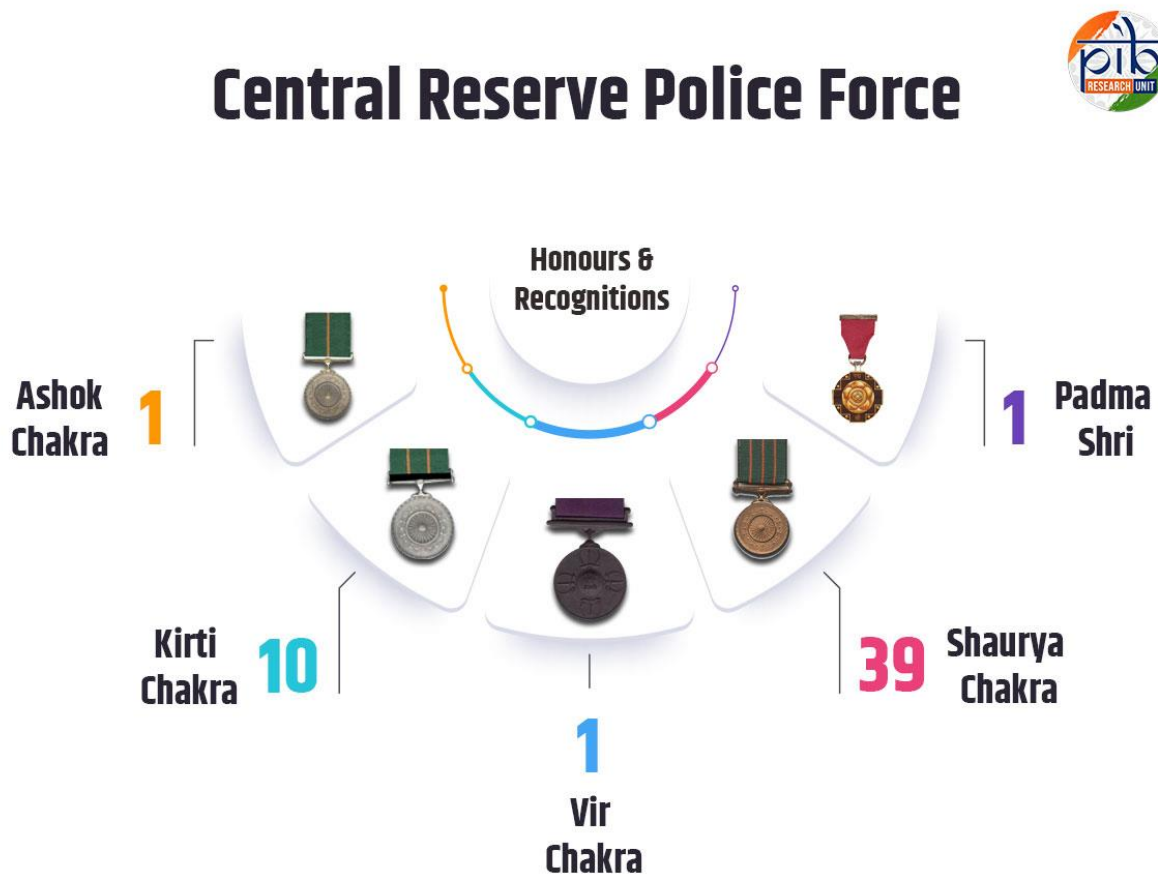 pib
RESEARCH UNIT
Central Reserve Police Force
Honours &
Recognitions
Ashok
Chakra
1
Kirti
Chakra
10
1
Vir
Chakra
39
Shaurya
Chakra
1
Padma
Shri